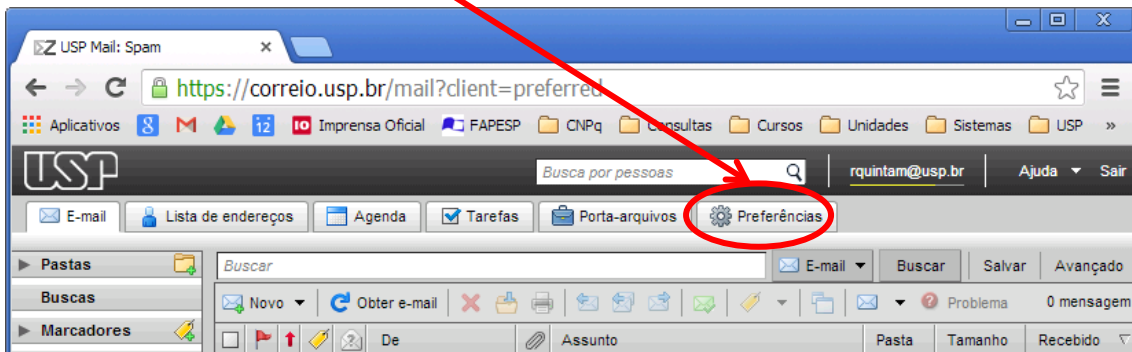 USP Mail: Spam
https://correio.usp.br/mail?client=preferred
Aplicativos 8 12 IO Imprensa Oficial FAPESP CNPq Consultas Cursos Unidades Sistemas USP »
USP Busca por pessoas rquintam@usp.br Ajuda Sair
E-mail Lista de endereços Agenda Tarefas Porta-arquivos Preferências
Pastas Buscar E-mail Buscar Salvar Avançado
Buscas Novo Obter e-mail Problema 0 mensagem
Marcadores De Assunto Pasta Tamanho Recebido